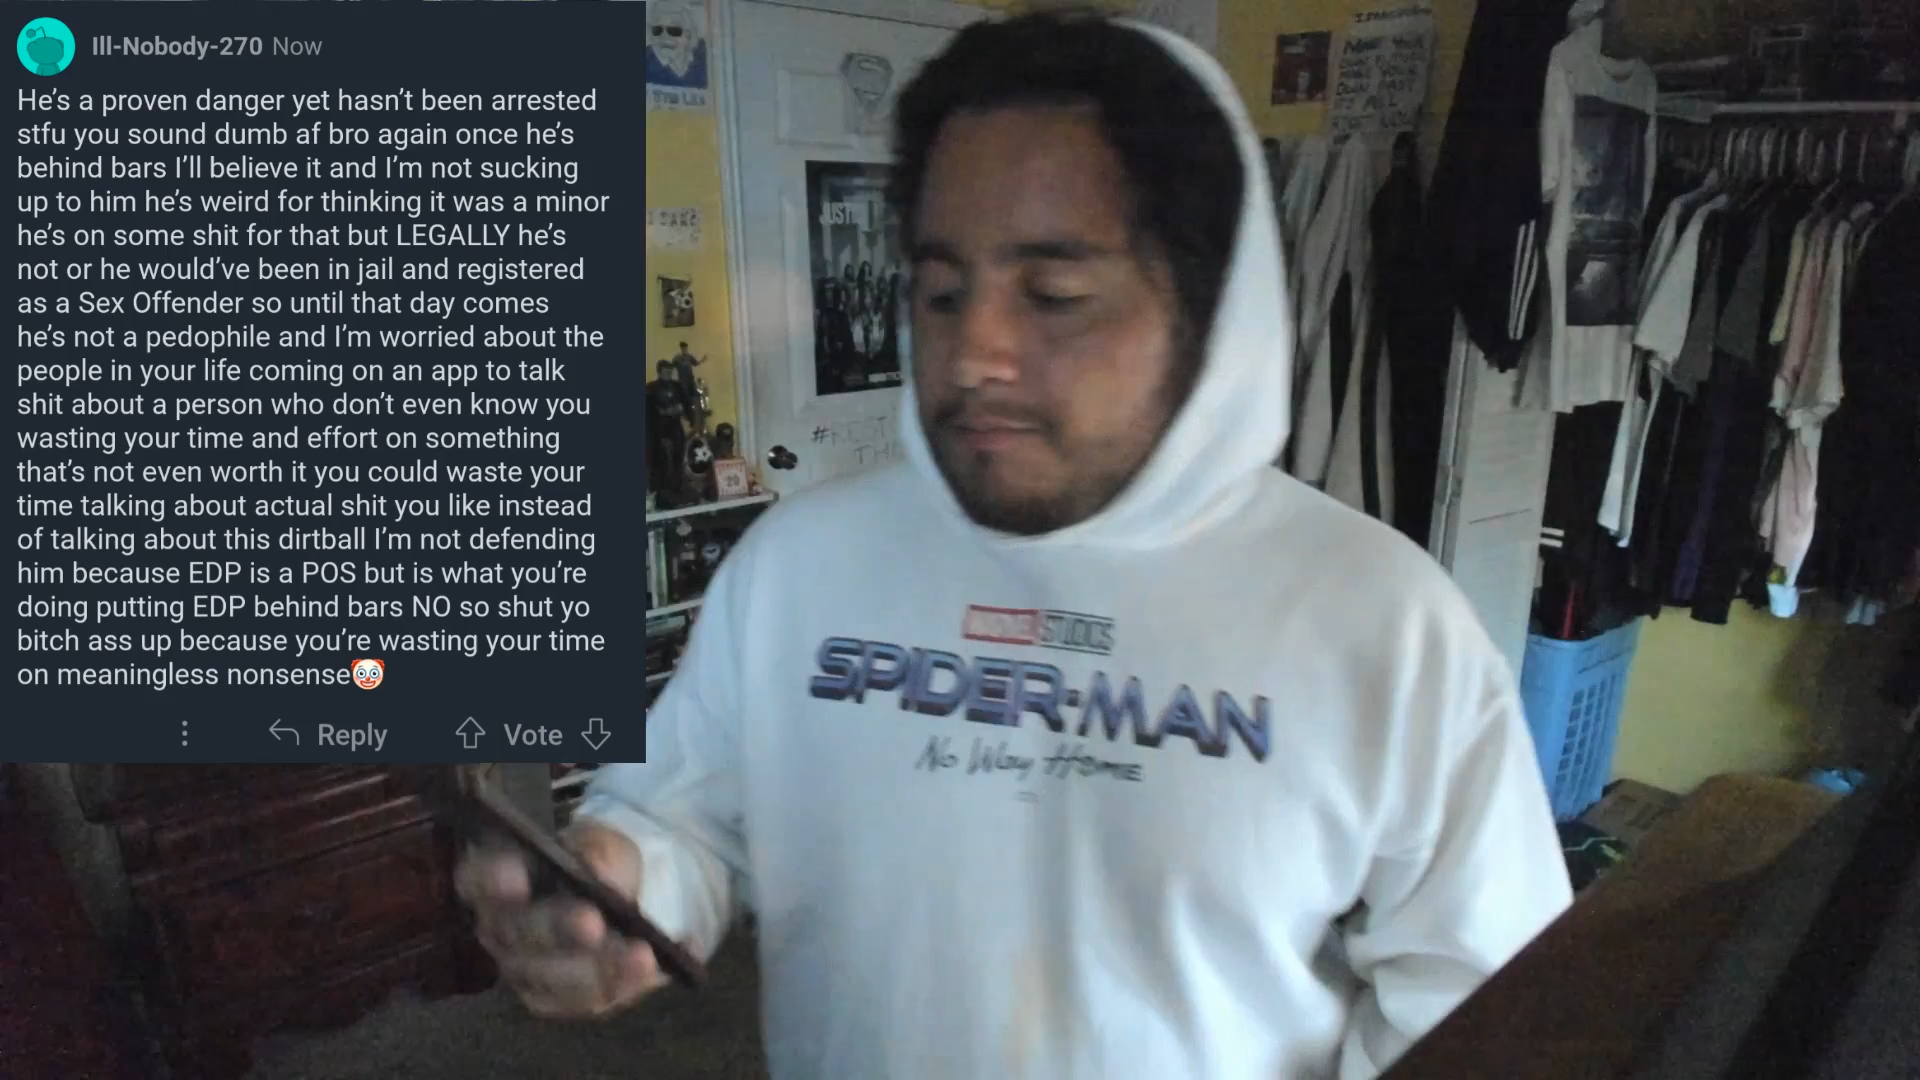 Ill-Nobody-270 Now
He's a proven danger yet hasn't been arrested
stfu you sound dumb af bro again once he's
behind bars I'll believe it and I'm not sucking
up to him he's weird for thinking it was a minor
he's on some shit for that but LEGALLY he's
not or he would've been in jail and registered
as a Sex Offender so until that day comes
he's not a pedophile and I'm worried about the
people in your life coming on an app to talk
shit about a person who don't even know you
wasting your time and effort on something
that's not even worth it you could waste your
time talking about actual shit you like instead
of talking about this dirtball I'm not defending
him because EDP is a POS but is what you're
doing putting EDP behind bars NO so shut yo
bitch ass up because you're wasting your time
on meaningless nonsense🤡
Reply Vote
MARVEL STUDIOS
SPIDER-MAN
No Way Home
JUST
20